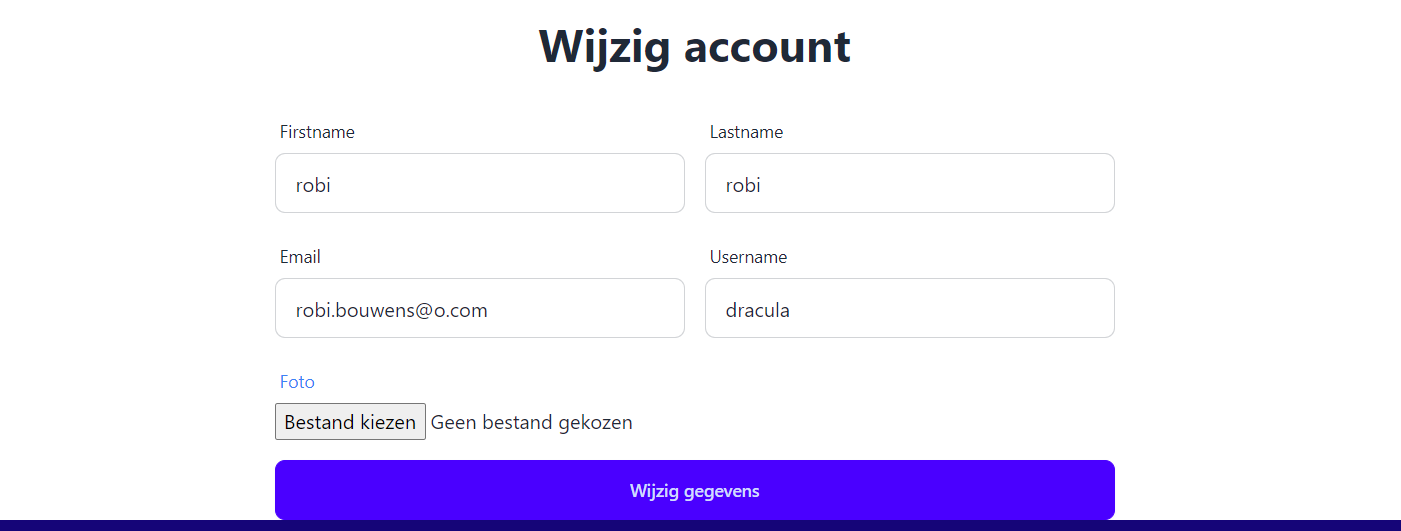 Wijzig account
Firstname
Lastname
robi
robi
Email
Username
robi.bouwens@o.com
dracula
Foto
Bestand kiezen Geen bestand gekozen
Wijzig gegevens